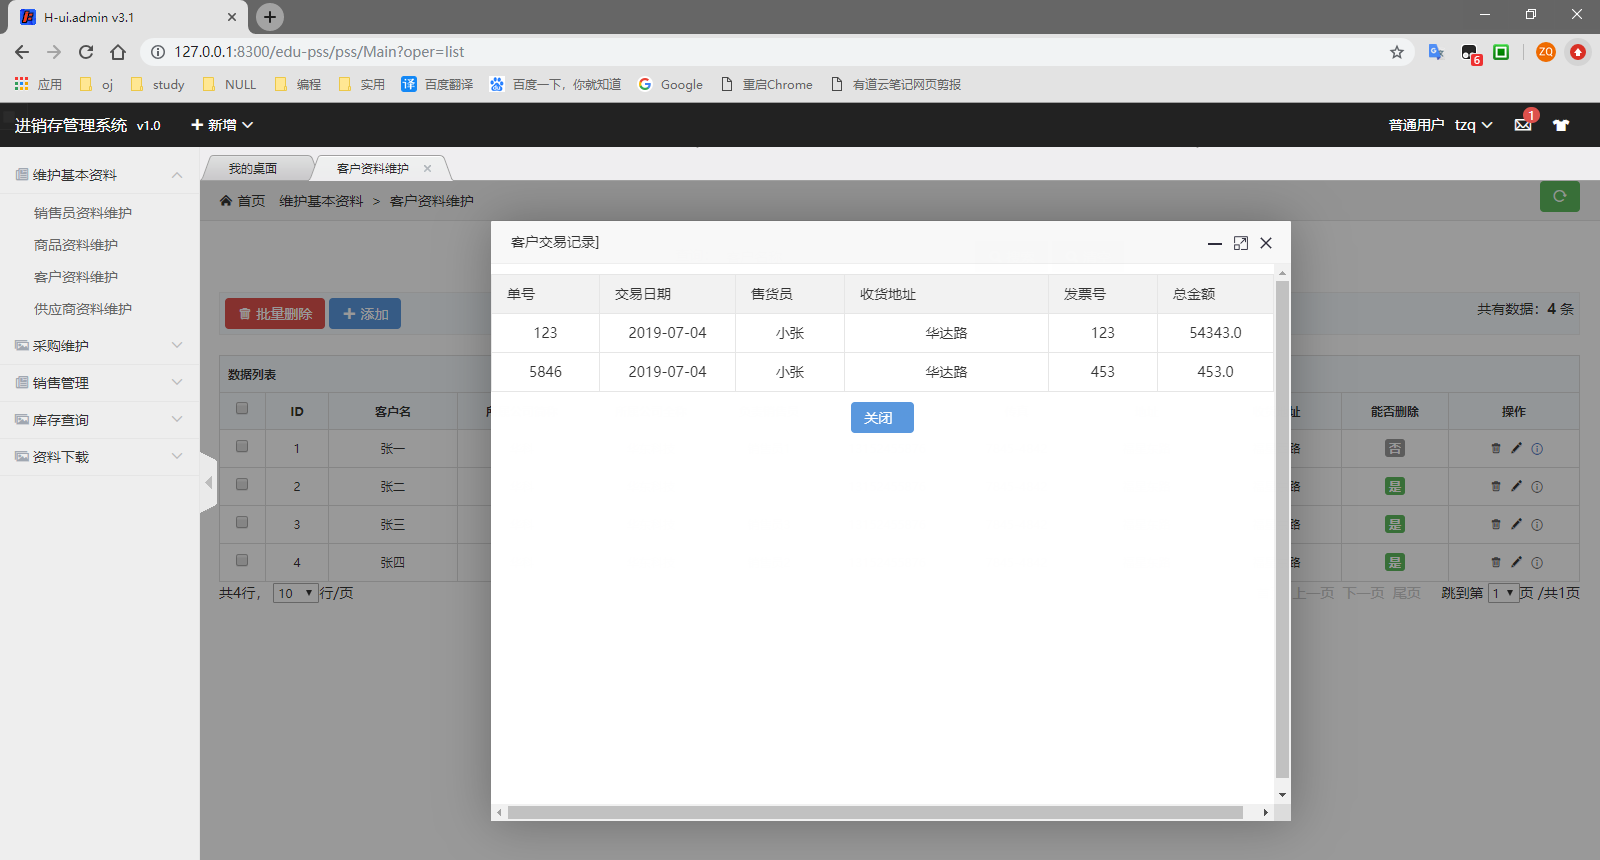 H-ui.admin v3.1
127.0.0.1:8300/edu-pss/pss/Main?oper=list
6
ZQ
应用 oj study NULL 编程 实用 译 百度翻译 百度一下，你就知道 Google 重启Chrome 有道云笔记网页剪报
进销存管理系统 v1.0 新增 普通用户 tzq 1
维护基本资料
销售员资料维护
商品资料维护
客户资料维护
供应商资料维护
采购维护
销售管理
库存查询
资料下载
我的桌面 客户资料维护
首页 维护基本资料 > 客户资料维护
客户交易记录]
单号 交易日期 售货员 收货地址 发票号 总金额
123 2019-07-04 小张 华达路 123 54343.0
5846 2019-07-04 小张 华达路 453 453.0
关闭
批量删除 添加 共有数据：4 条
数据列表
ID 客户名 址 能否删除 操作
1 张一 路 否
2 张二 路 是
3 张三 路 是
4 张四 路 是
共4行， 10 行/页 上一页 下一页 尾页 跳到第 1 页 /共1页